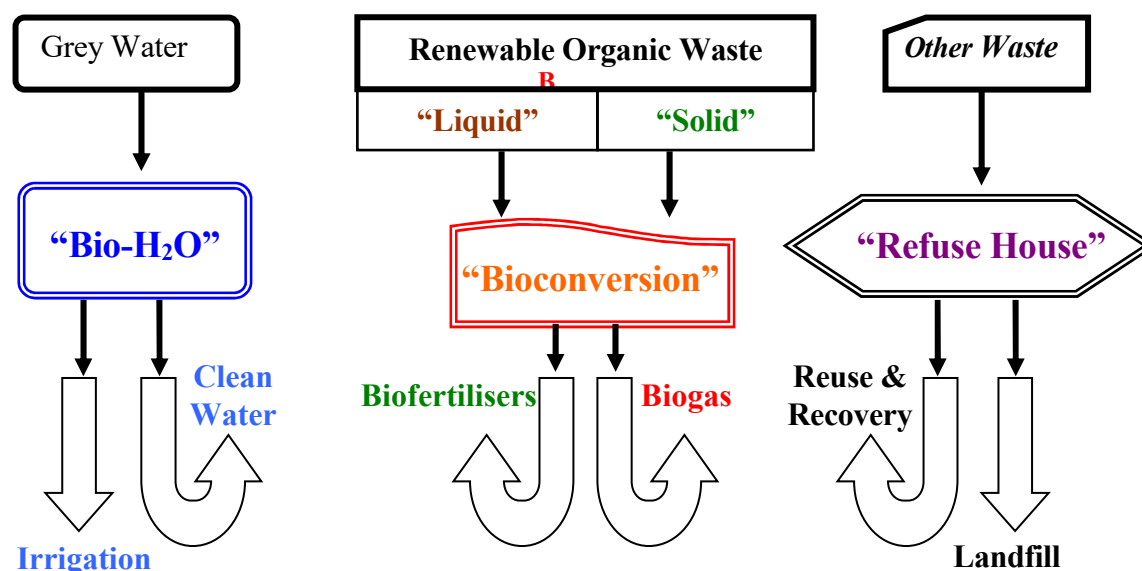 Grey Water
Renewable Organic Waste
B
Other Waste
“Liquid”
“Solid”
“Bio-H₂O”
“Bioconversion”
“Refuse House”
Clean
Water
Biofertilisers
Biogas
Reuse &
Recovery
Irrigation
Landfill